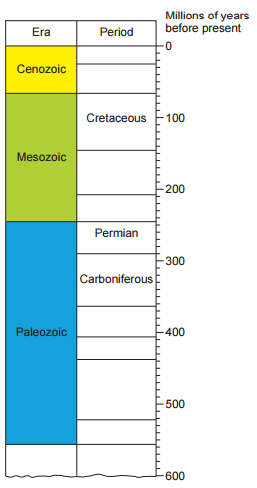 Millions of years
before present
Era
Period
0
Cenozoic
Cretaceous
100
Mesozoic
200
Permian
300
Carboniferous
Paleozoic
400
500
600